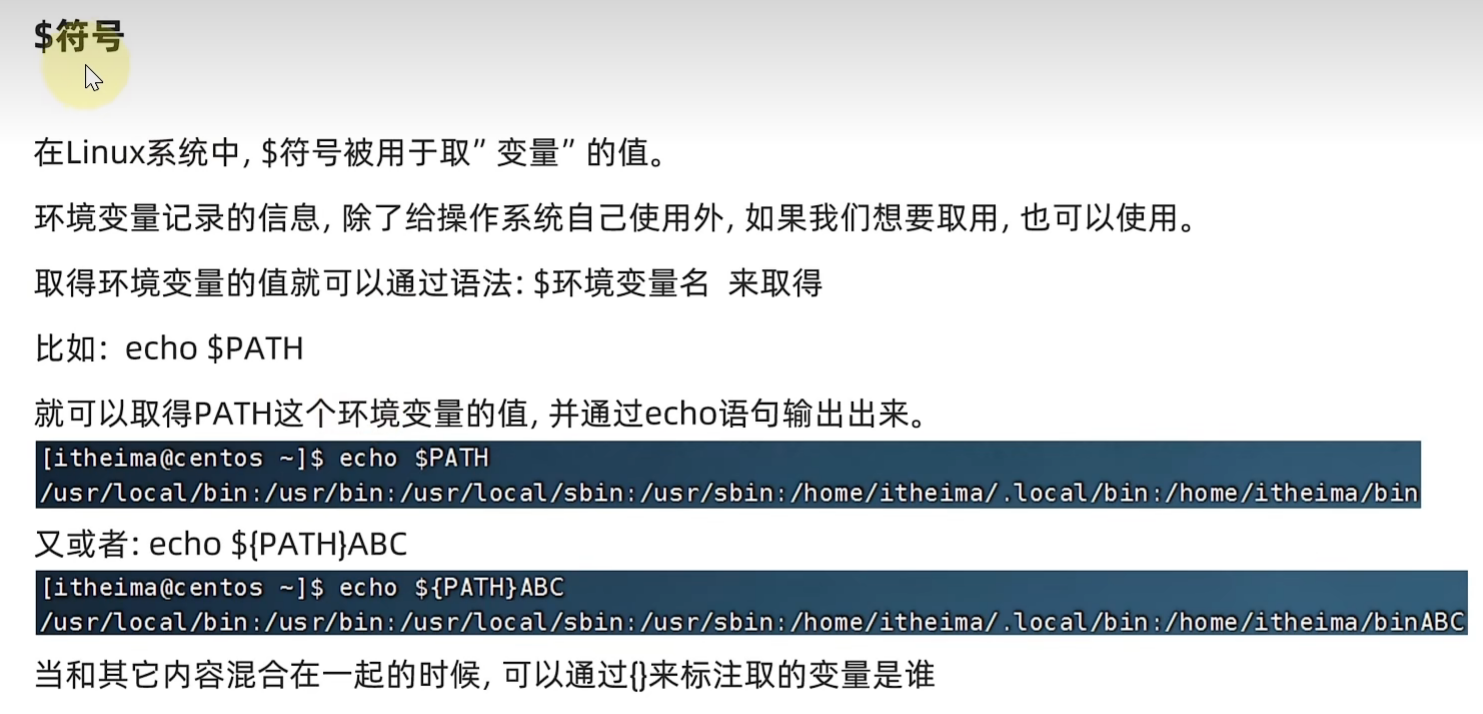 $符号
在Linux系统中, $符号被用于取”变量”的值。
环境变量记录的信息, 除了给操作系统自己使用外, 如果我们想要取用, 也可以使用。
取得环境变量的值就可以通过语法: $环境变量名 来取得
比如：echo $PATH
就可以取得PATH这个环境变量的值, 并通过echo语句输出出来。
[itheima@centos ~]$ echo $PATH
/usr/local/bin:/usr/bin:/usr/local/sbin:/usr/sbin:/home/itheima/.local/bin:/home/itheima/bin
又或者: echo ${PATH}ABC
[itheima@centos ~]$ echo ${PATH}ABC
/usr/local/bin:/usr/bin:/usr/local/sbin:/usr/sbin:/home/itheima/.local/bin:/home/itheima/binABC
当和其它内容混合在一起的时候, 可以通过{}来标注取的变量是谁